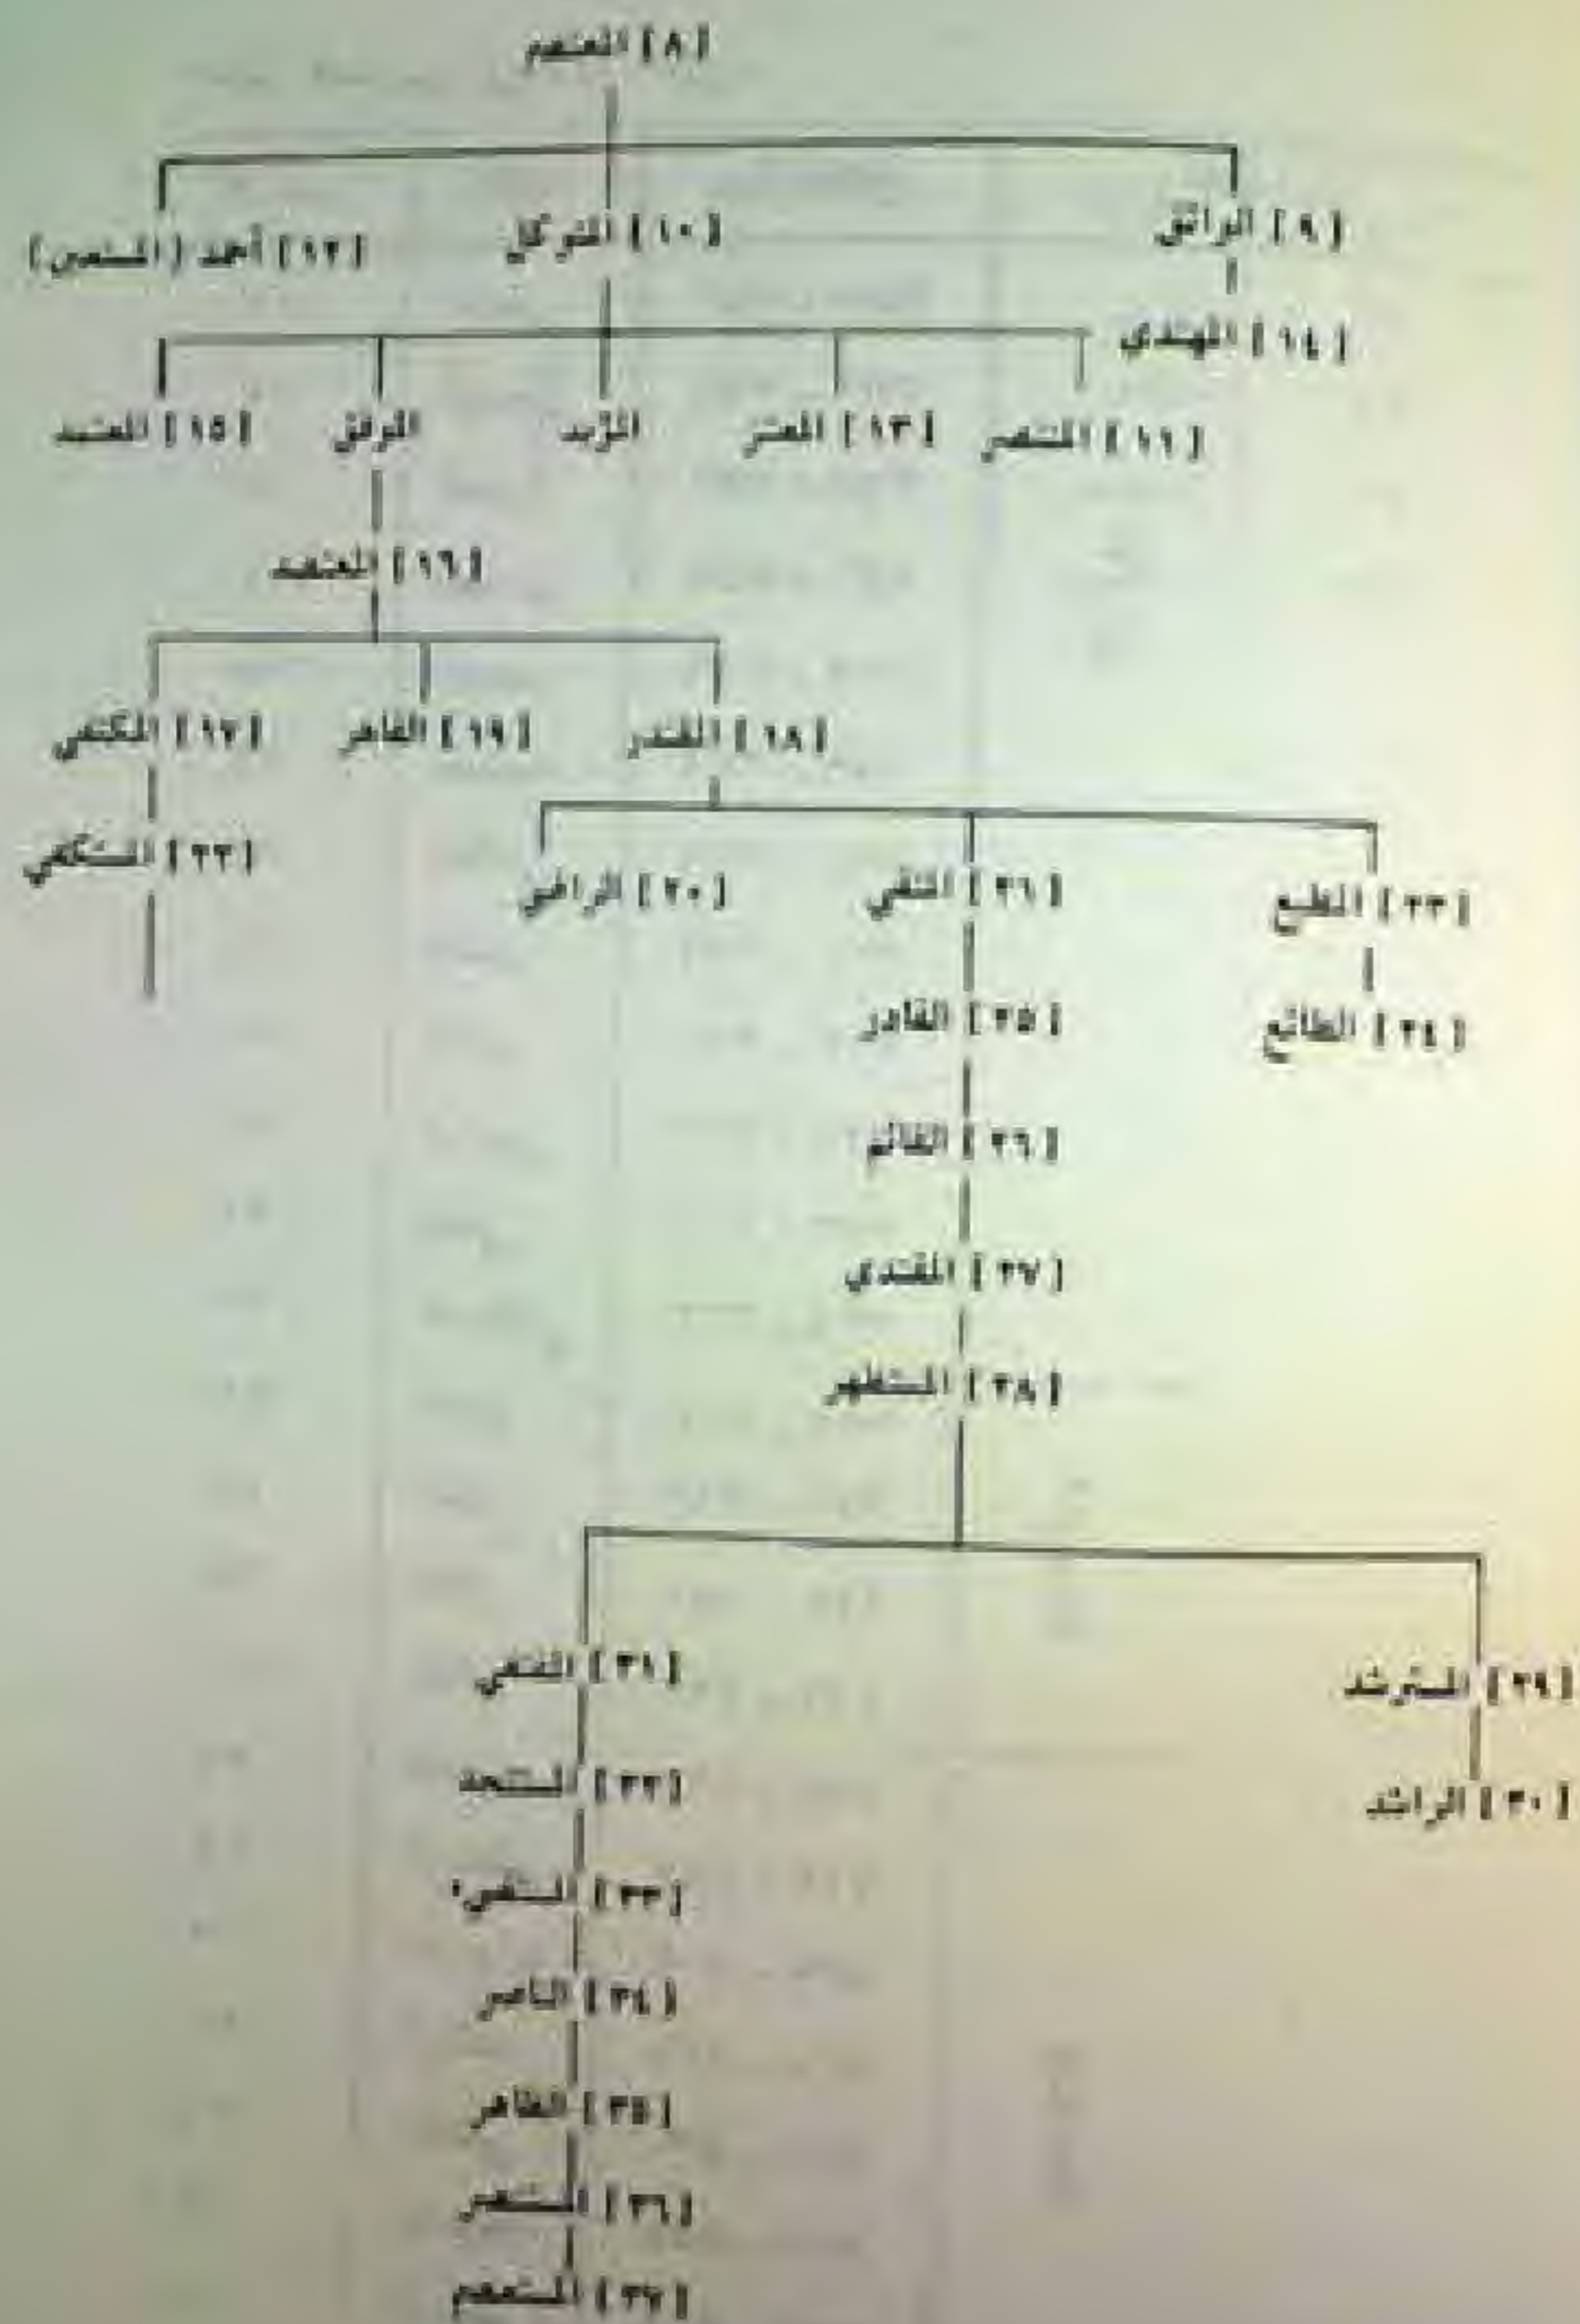 [٨] المعتصم
[٩] الواثق [١٠] المتوكل [١٢] أحمد (المستعين)
[١٤] المهتدي
[١١] المنتصر [١٣] المعتز المؤيد الموفق [١٥] المعتمد
[١٦] المعتضد
[١٨] المقتدر [١٩] القاهر [١٧] المكتفي
[٢٣] المطيع [٢١] المتقي [٢٠] الراضي [٢٢] المستكفي
[٢٤] الطائع [٢٥] القادر
[٢٦] القائم
[٢٧] المقتدي
[٢٨] المستظهر
[٢٩] المسترشد [٣١] المقتفي
[٣٠] الراشد [٣٢] المستنجد
[٣٣] المستضيء
[٣٤] الناصر
[٣٥] الظاهر
[٣٦] المستنصر
[٣٧] المستعصم